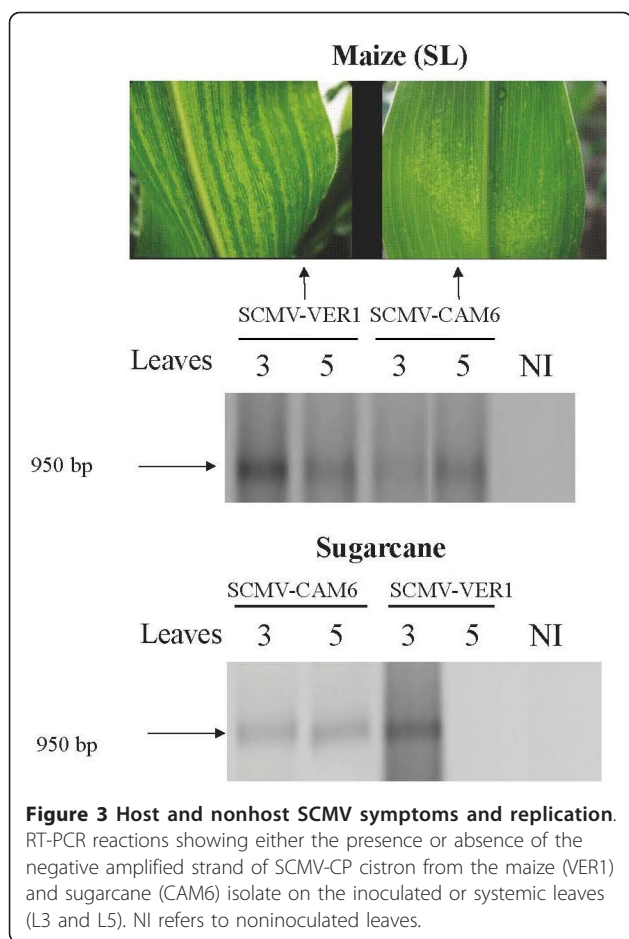 Maize (SL)
SCMV-VER1 SCMV-CAM6
Leaves 3 5 3 5 NI
950 bp
Sugarcane
SCMV-CAM6 SCMV-VER1
Leaves 3 5 3 5 NI
950 bp
Figure 3 Host and nonhost SCMV symptoms and replication.
RT-PCR reactions showing either the presence or absence of the
negative amplified strand of SCMV-CP cistron from the maize (VER1)
and sugarcane (CAM6) isolate on the inoculated or systemic leaves
(L3 and L5). NI refers to noninoculated leaves.